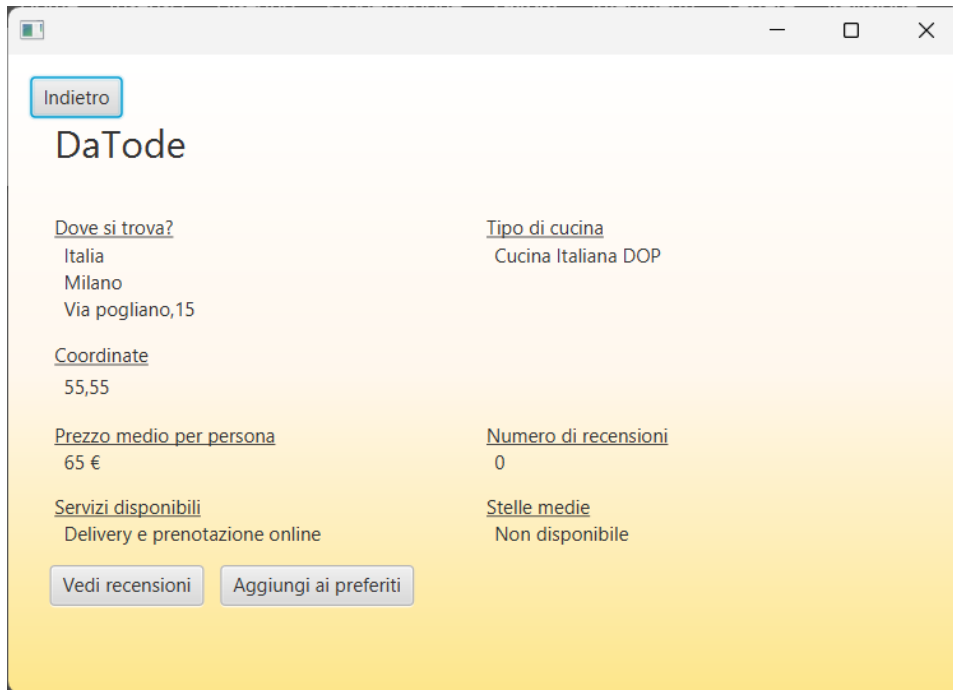 Indietro
DaTode
Dove si trova?
Italia
Milano
Via pogliano,15
Tipo di cucina
Cucina Italiana DOP
Coordinate
55,55
Prezzo medio per persona
65 €
Numero di recensioni
0
Servizi disponibili
Delivery e prenotazione online
Stelle medie
Non disponibile
Vedi recensioni
Aggiungi ai preferiti